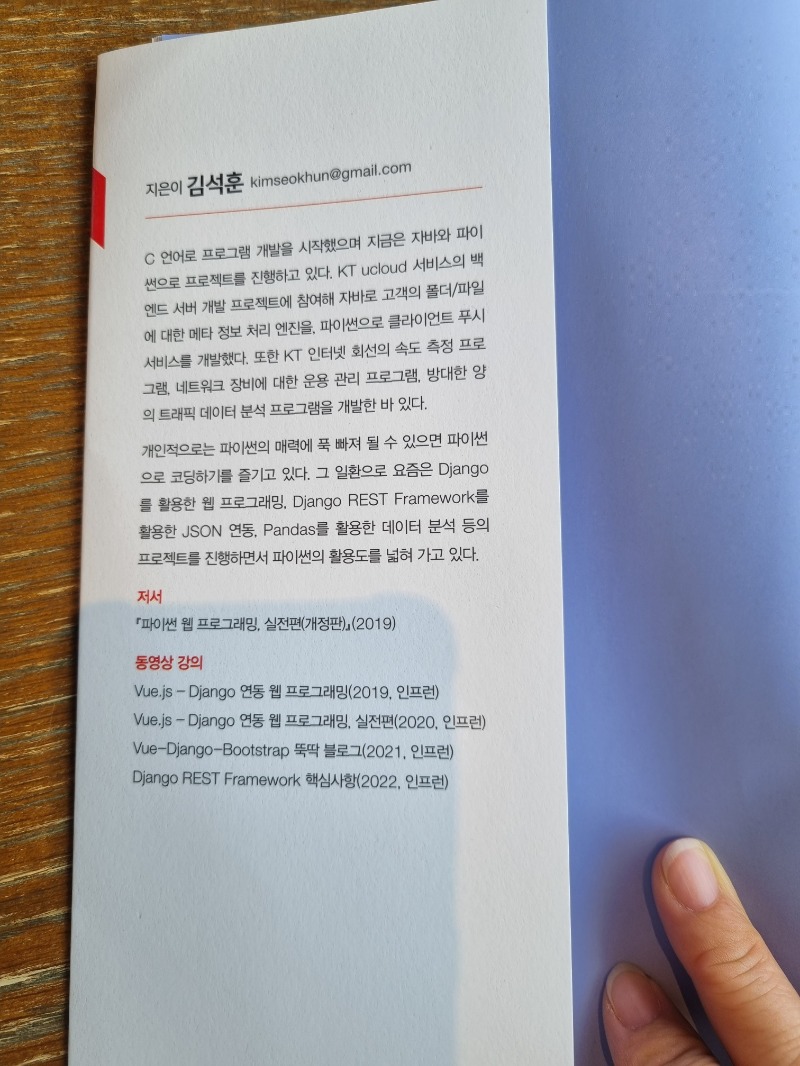 지은이 김석훈 kimseokhun@gmail.com
C 언어로 프로그램 개발을 시작했으며 지금은 자바와 파이
썬으로 프로젝트를 진행하고 있다. KT ucloud 서비스의 백
엔드 서버 개발 프로젝트에 참여해 자바로 고객의 폴더/파일
에 대한 메타 정보 처리 엔진을, 파이썬으로 클라이언트 푸시
서비스를 개발했다. 또한 KT 인터넷 회선의 속도 측정 프로
그램, 네트워크 장비에 대한 운용 관리 프로그램, 방대한 양
의 트래픽 데이터 분석 프로그램을 개발한 바 있다.
개인적으로는 파이썬의 매력에 푹 빠져 될 수 있으면 파이썬
으로 코딩하기를 즐기고 있다. 그 일환으로 요즘은 Django
를 활용한 웹 프로그래밍, Django REST Framework를
활용한 JSON 연동, Pandas를 활용한 데이터 분석 등의
프로젝트를 진행하면서 파이썬의 활용도를 넓혀 가고 있다.
저서
『파이썬 웹 프로그래밍, 실전편(개정판)』(2019)
동영상 강의
Vue.js – Django 연동 웹 프로그래밍(2019, 인프런)
Vue.js – Django 연동 웹 프로그래밍, 실전편(2020, 인프런)
Vue–Django–Bootstrap 뚝딱 블로그(2021, 인프런)
Django REST Framework 핵심사항(2022, 인프런)